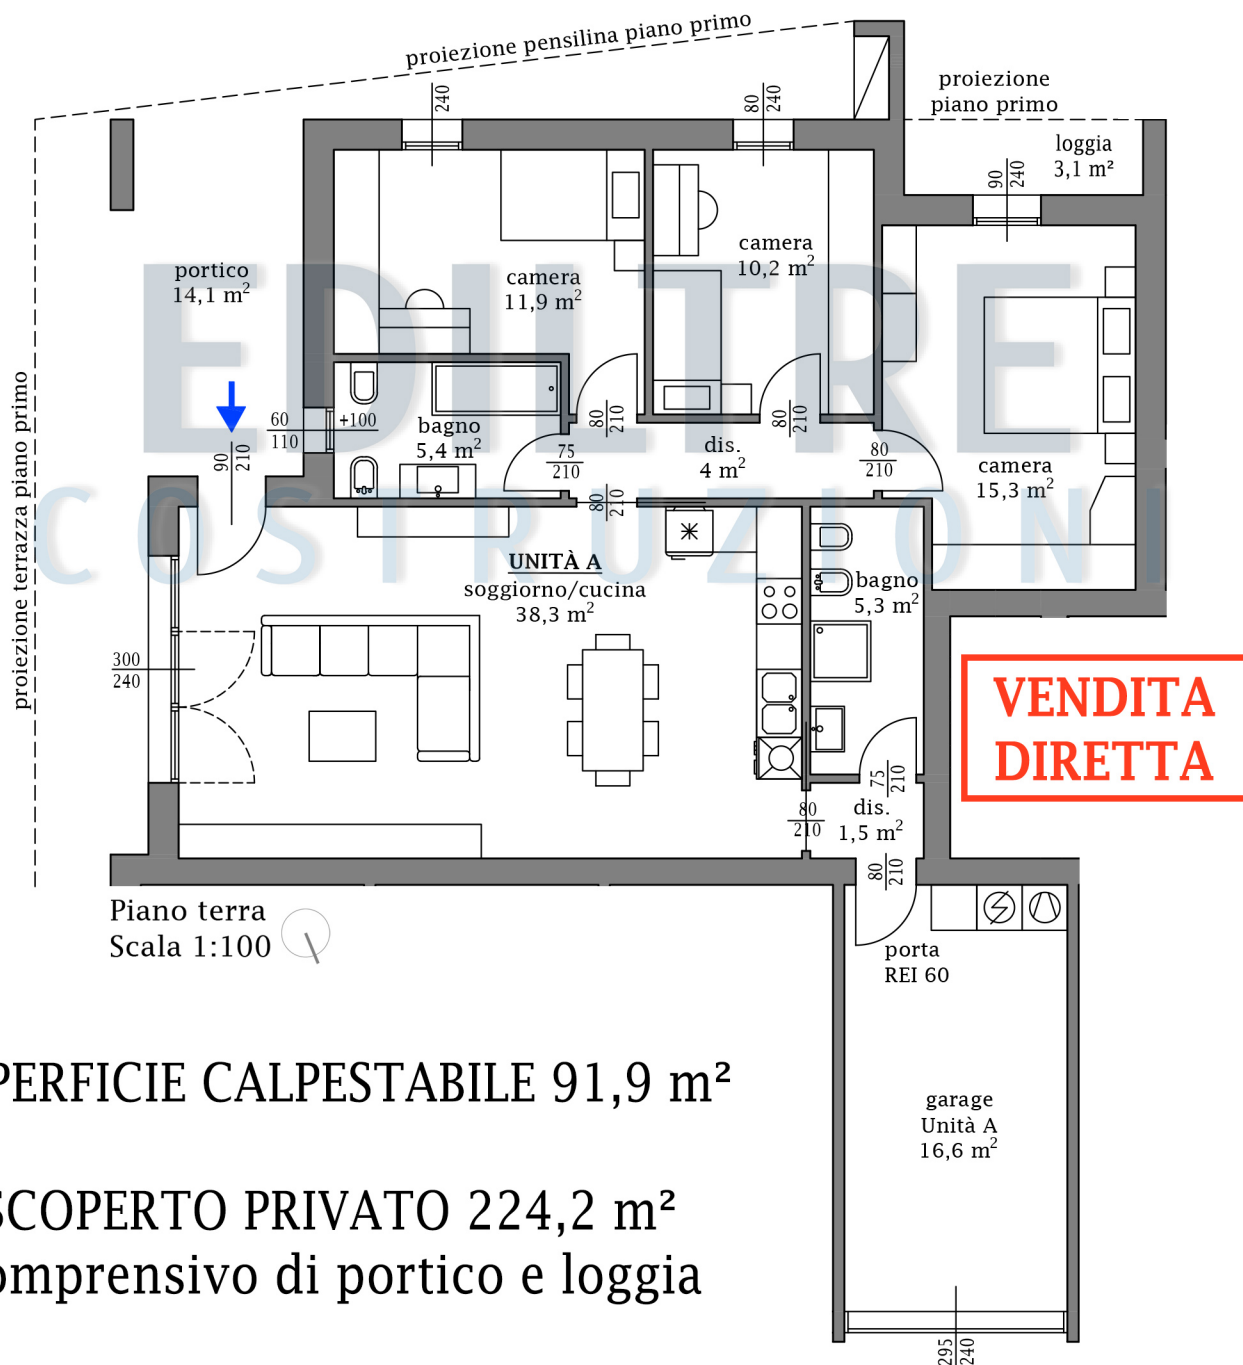 proiezione pensilina piano primo
proiezione
piano primo
loggia
3,1 m²
240
80
240
90
240
portico
14,1 m²
camera
11,9 m²
camera
10,2 m²
camera
15,3 m²
EDILTRE
COSTRUZIONI
proiezione terrazza piano primo
60
110
+100
90
210
bagno
5,4 m²
75
210
80
210
80
210
dis.
4 m²
80
210
80
210
UNITÀ A
soggiorno/cucina
38,3 m²
bagno
5,3 m²
300
240
VENDITA
DIRETTA
75
210
80
210
dis.
1,5 m²
80
210
Piano terra
Scala 1:100
porta
REI 60
PERFICIE CALPESTABILE 91,9 m²
garage
Unità A
16,6 m²
SCOPERTO PRIVATO 224,2 m²
omprensivo di portico e loggia
295
240